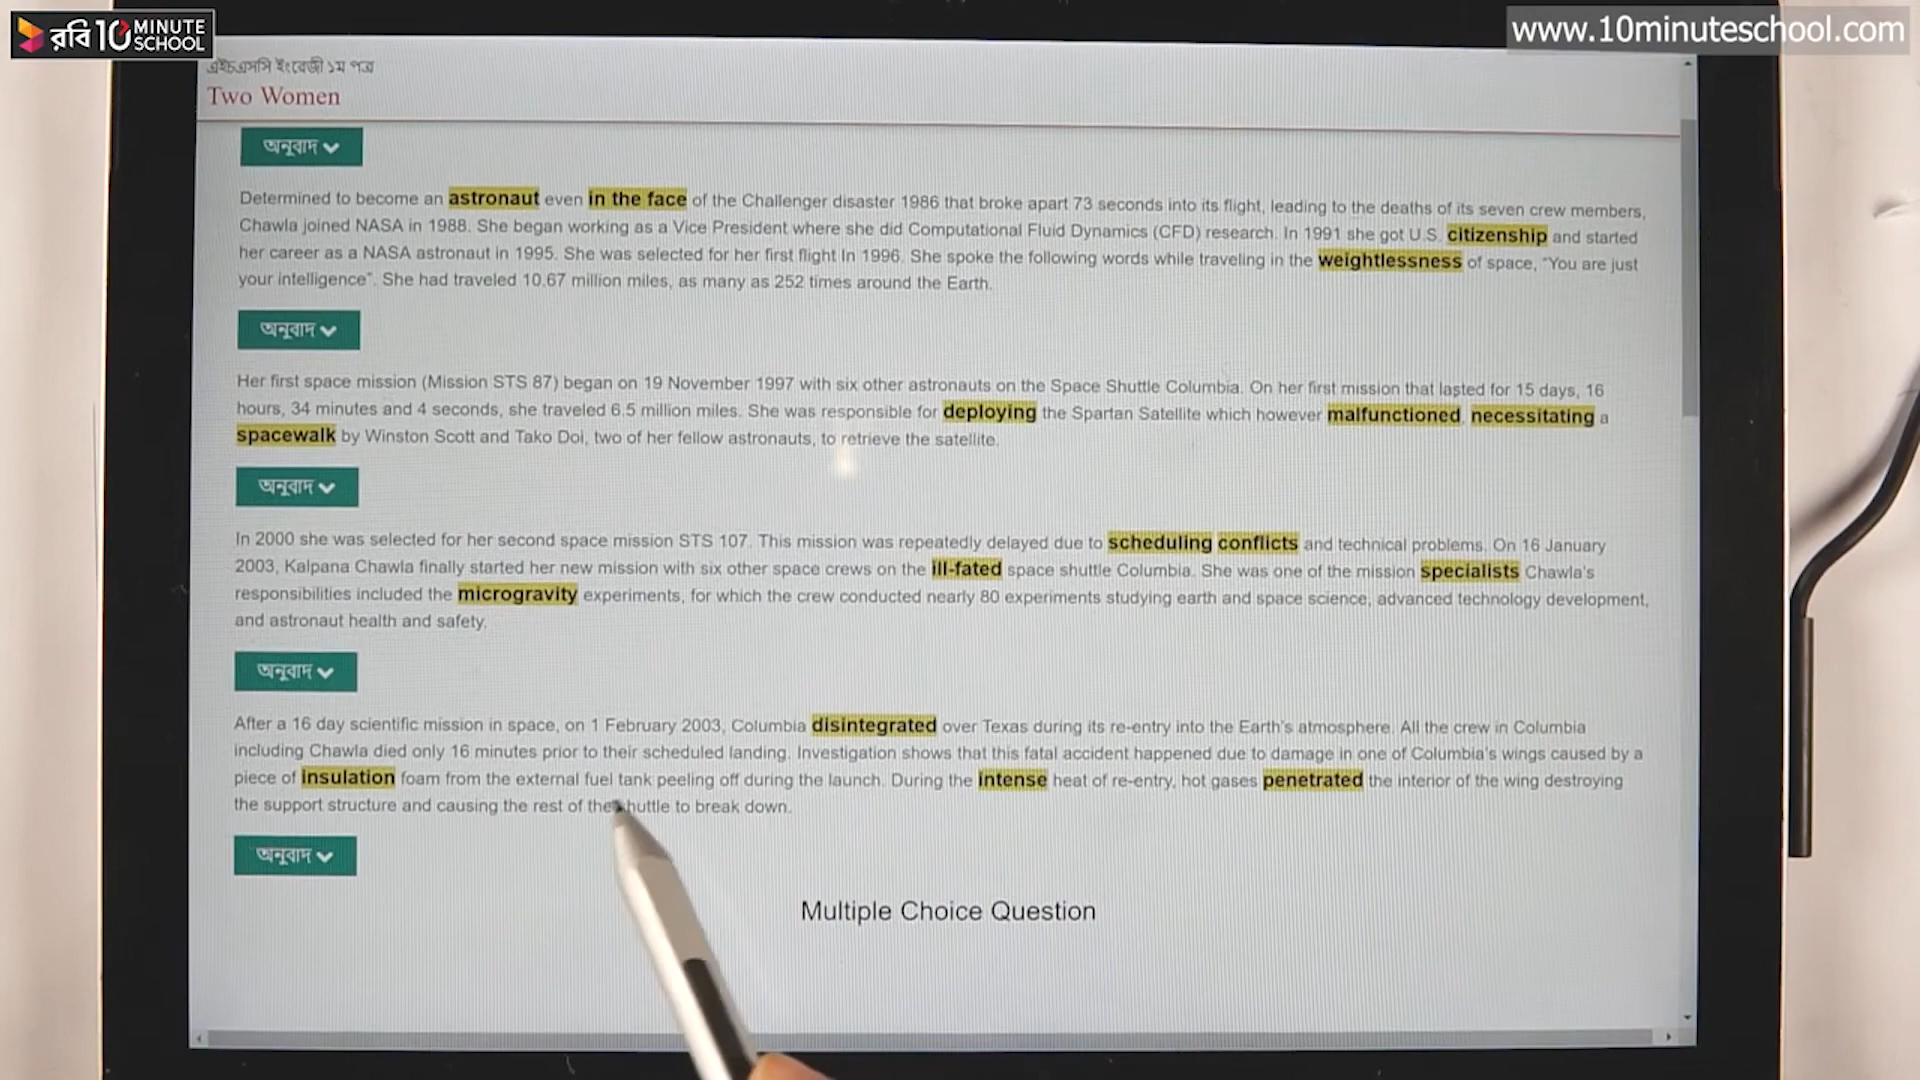 রবি 10 MINUTE SCHOOL
www.10minuteschool.com
এইচএসসি ইংরেজী ১ম পত্র
Two Women
অনুবাদ
Determined to become an astronaut even in the face of the Challenger disaster 1986 that broke apart 73 seconds into its flight, leading to the deaths of its seven crew members,
Chawla joined NASA in 1988. She began working as a Vice President where she did Computational Fluid Dynamics (CFD) research. In 1991 she got U.S. citizenship and started
her career as a NASA astronaut in 1995. She was selected for her first flight In 1996. She spoke the following words while traveling in the weightlessness of space, “You are just
your intelligence”. She had traveled 10.67 million miles, as many as 252 times around the Earth.
অনুবাদ
Her first space mission (Mission STS 87) began on 19 November 1997 with six other astronauts on the Space Shuttle Columbia. On her first mission that lasted for 15 days, 16
hours, 34 minutes and 4 seconds, she traveled 6.5 million miles. She was responsible for deploying the Spartan Satellite which however malfunctioned, necessitating a
spacewalk by Winston Scott and Tako Doi, two of her fellow astronauts, to retrieve the satellite.
অনুবাদ
In 2000 she was selected for her second space mission STS 107. This mission was repeatedly delayed due to scheduling conflicts and technical problems. On 16 January
2003, Kalpana Chawla finally started her new mission with six other space crews on the ill-fated space shuttle Columbia. She was one of the mission specialists Chawla's
responsibilities included the microgravity experiments, for which the crew conducted nearly 80 experiments studying earth and space science, advanced technology development,
and astronaut health and safety.
অনুবাদ
After a 16 day scientific mission in space, on 1 February 2003, Columbia disintegrated over Texas during its re-entry into the Earth's atmosphere. All the crew in Columbia
including Chawla died only 16 minutes prior to their scheduled landing. Investigation shows that this fatal accident happened due to damage in one of Columbia's wings caused by a
piece of insulation foam from the external fuel tank peeling off during the launch. During the intense heat of re-entry, hot gases penetrated the interior of the wing destroying
the support structure and causing the rest of the shuttle to break down.
অনুবাদ
Multiple Choice Question